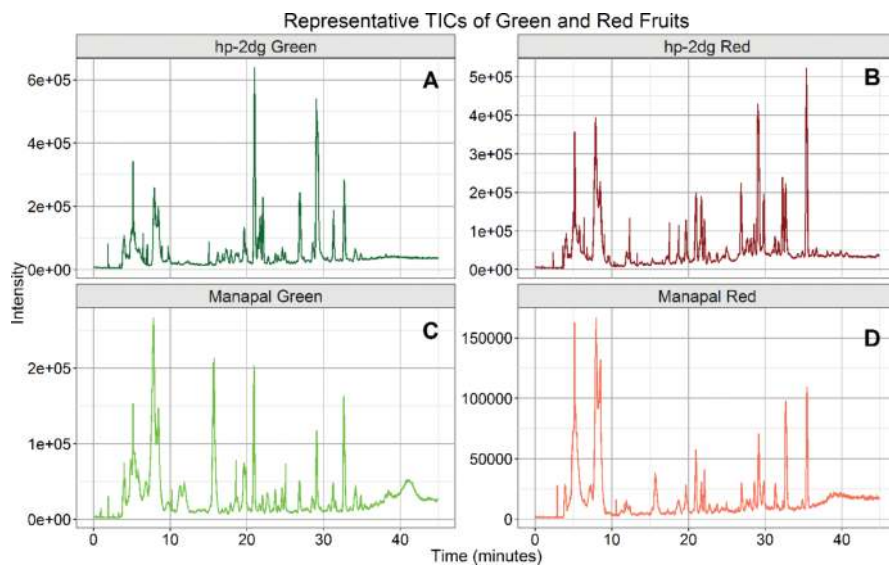 Representative TICs of Green and Red Fruits
hp-2dg Green
hp-2dg Red
A
B
6e+05
4e+05
2e+05
0e+00
5e+05
4e+05
3e+05
2e+05
1e+05
0e+00
Intensity
Manapal Green
Manapal Red
C
D
2e+05
1e+05
0e+00
150000
100000
50000
0
0 10 20 30 40
0 10 20 30 40
Time (minutes)